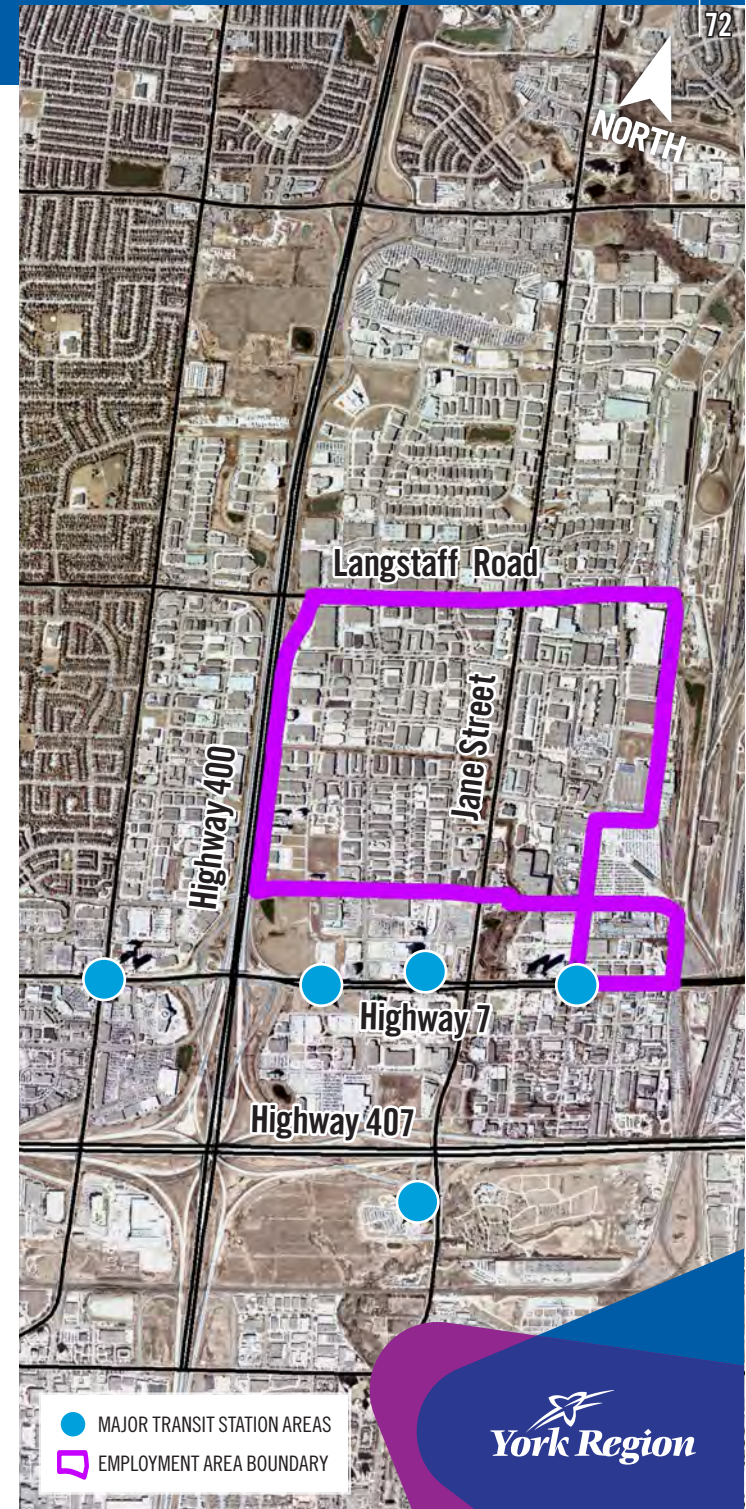 72
NORTH
Langstaff Road
Jane Street
Highway 400
Highway 7
Highway 407
MAJOR TRANSIT STATION AREAS
EMPLOYMENT AREA BOUNDARY
York Region